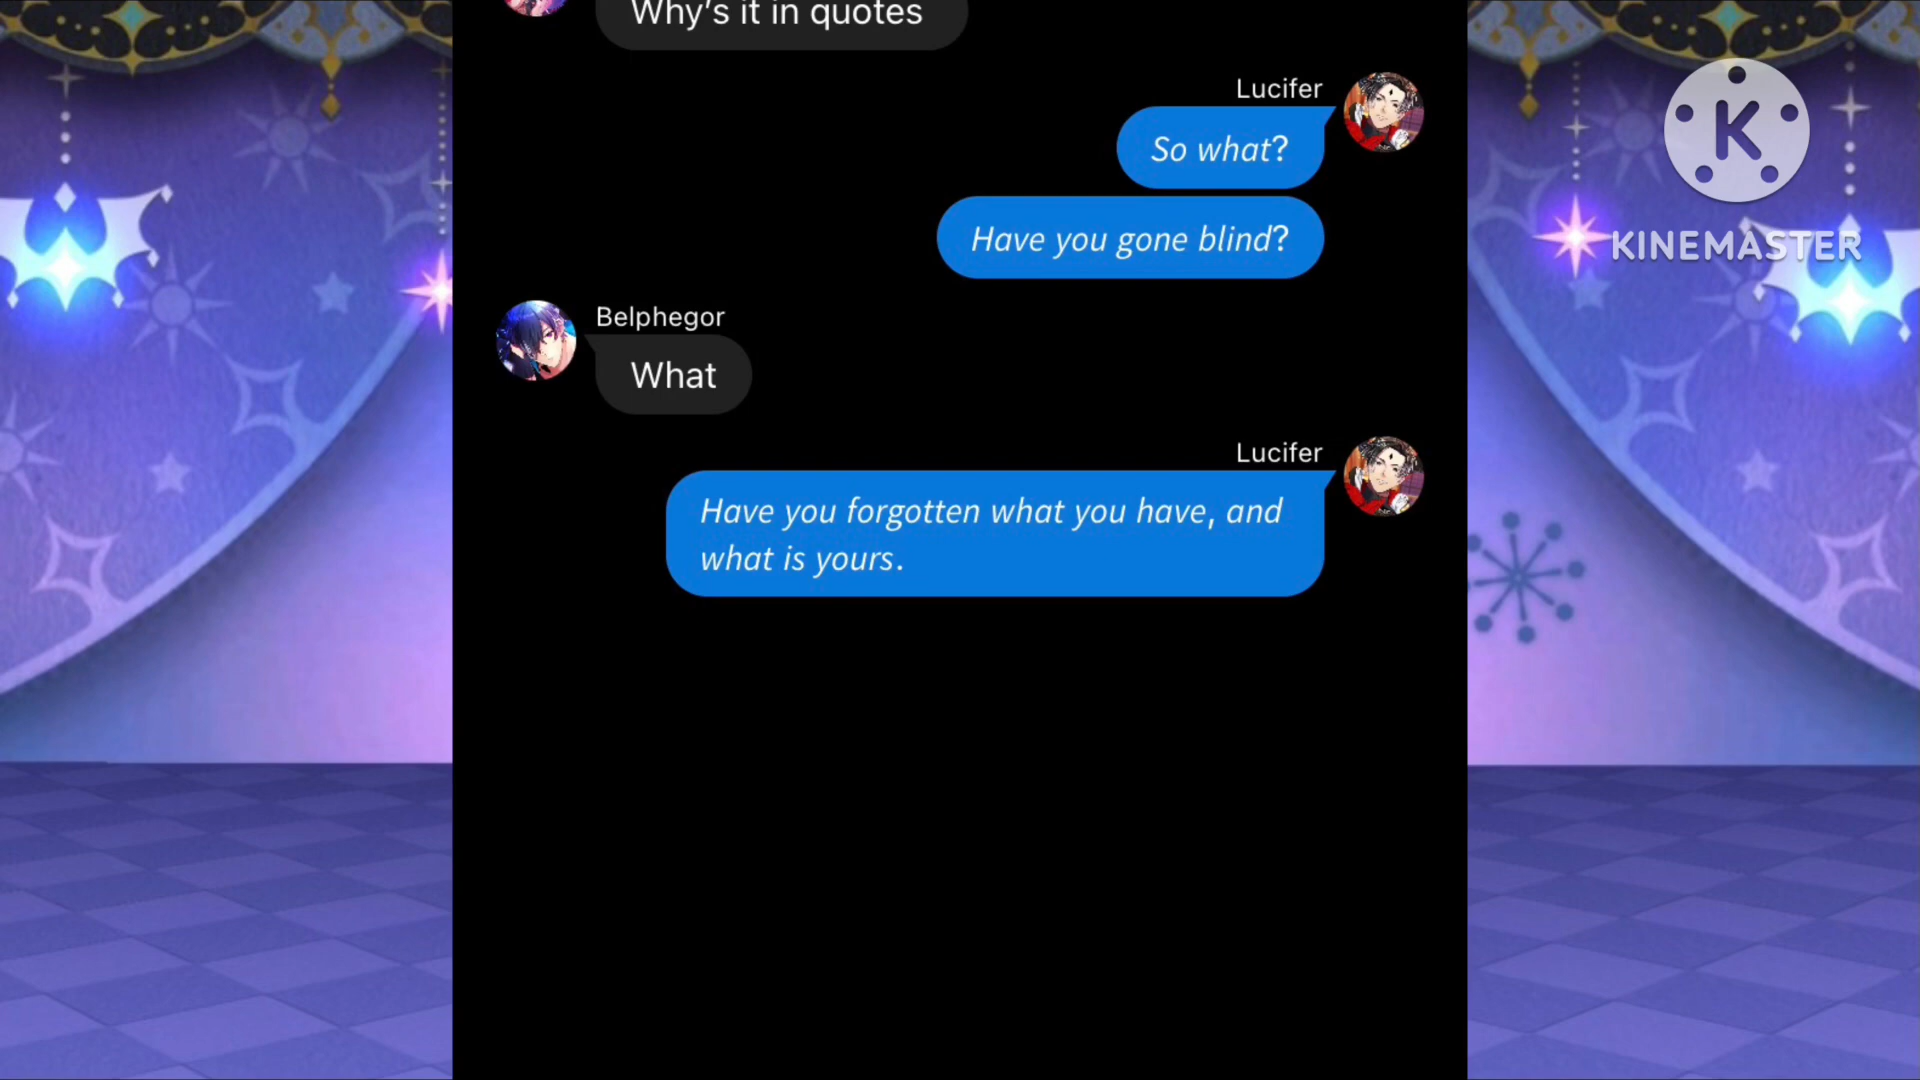 Why's it in quotes
Lucifer
So what?
Have you gone blind?
Belphegor
What
Lucifer
Have you forgotten what you have, and
what is yours.
K
KINEMASTER